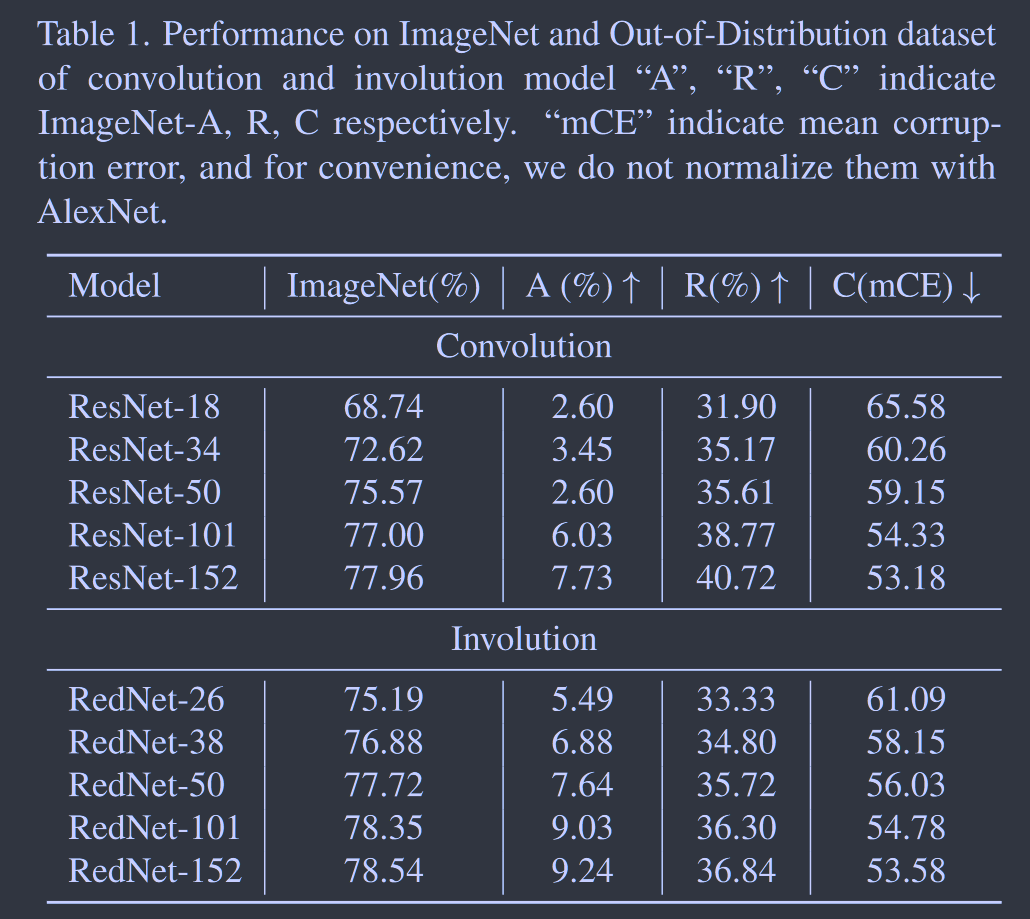 Table 1. Performance on ImageNet and Out-of-Distribution dataset
of convolution and involution model “A”, “R”, “C” indicate
ImageNet-A, R, C respectively. “mCE” indicate mean corrup-
tion error, and for convenience, we do not normalize them with
AlexNet.
Model ImageNet(%) A (%) ↑ R(%) ↑ C(mCE) ↓
Convolution
ResNet-18 68.74 2.60 31.90 65.58
ResNet-34 72.62 3.45 35.17 60.26
ResNet-50 75.57 2.60 35.61 59.15
ResNet-101 77.00 6.03 38.77 54.33
ResNet-152 77.96 7.73 40.72 53.18
Involution
RedNet-26 75.19 5.49 33.33 61.09
RedNet-38 76.88 6.88 34.80 58.15
RedNet-50 77.72 7.64 35.72 56.03
RedNet-101 78.35 9.03 36.30 54.78
RedNet-152 78.54 9.24 36.84 53.58